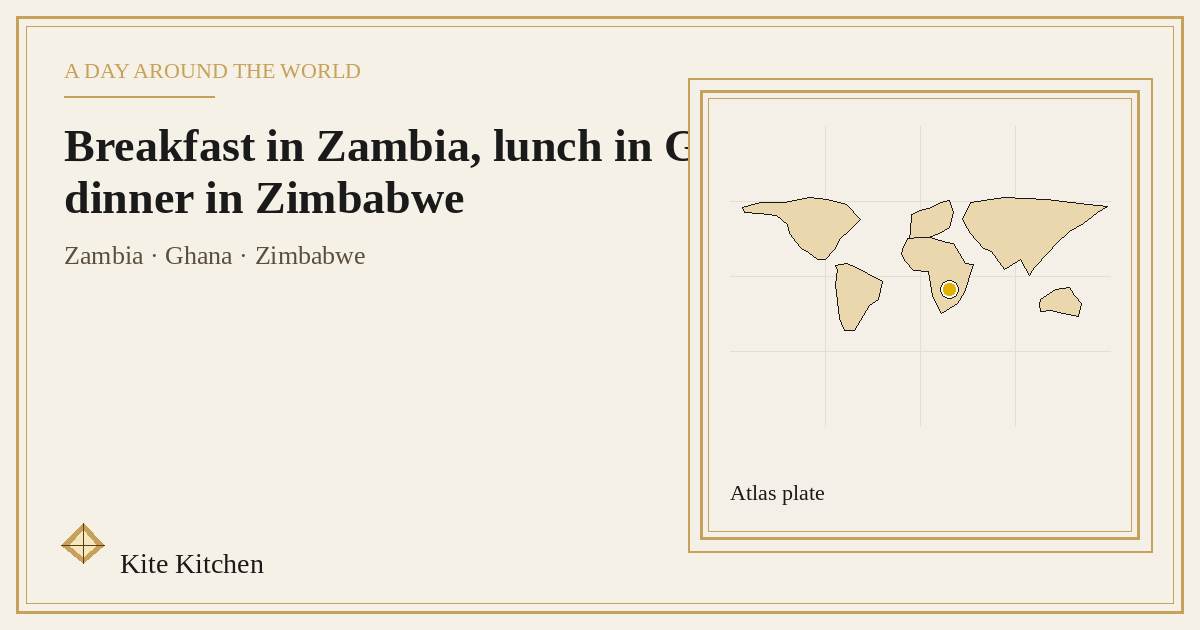 A DAY AROUND THE WORLD
Breakfast in Zambia, lunch in
dinner in Zimbabwe
Zambia · Ghana · Zimbabwe
Atlas plate
Kite Kitchen